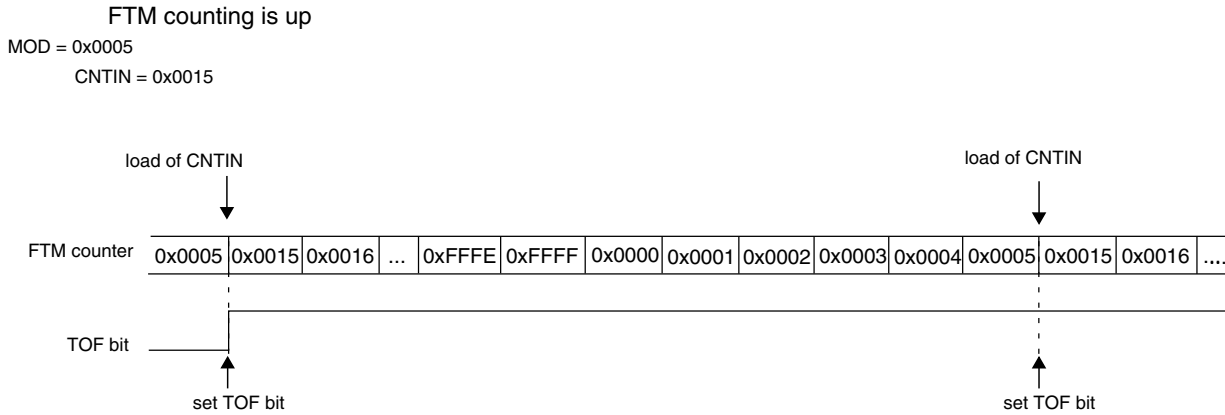 FTM counting is up
MOD = 0x0005
CNTIN = 0x0015
load of CNTIN load of CNTIN
FTM counter 0x0005 0x0015 0x0016 ... 0xFFFE 0xFFFF 0x0000 0x0001 0x0002 0x0003 0x0004 0x0005 0x0015 0x0016 ....
TOF bit
set TOF bit set TOF bit